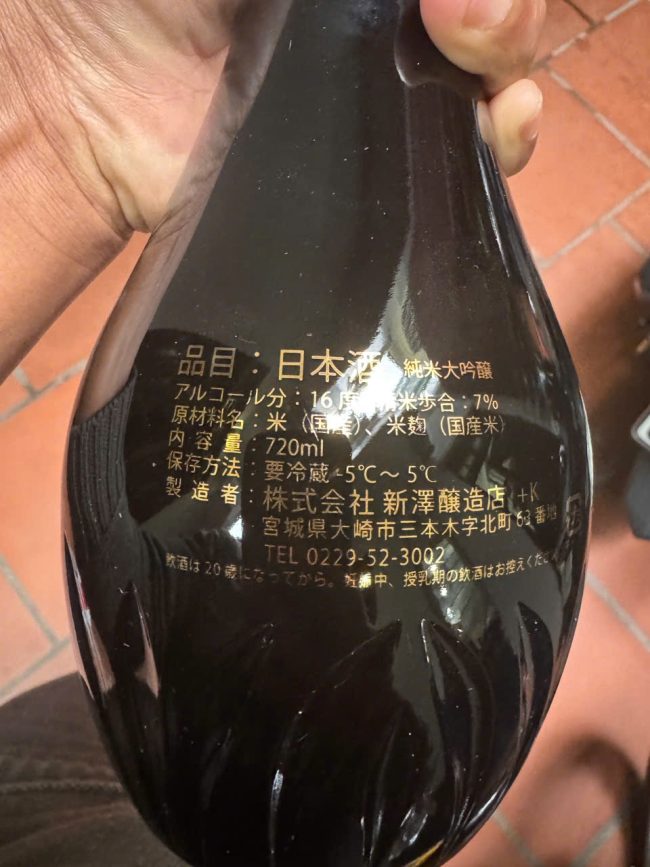 品目：日本酒 純米大吟醸
アルコール分：16度 精米歩合：7%
原材料名：米（国産）、米麹（国産米）
内容量：720ml
保存方法：要冷蔵 -5℃～5℃
製造者：株式会社 新澤醸造店 +K
宮城県大崎市三本木字北町63番地
TEL 0229-52-3002
飲酒は20歳になってから。妊娠中、授乳期の飲酒はお控えください